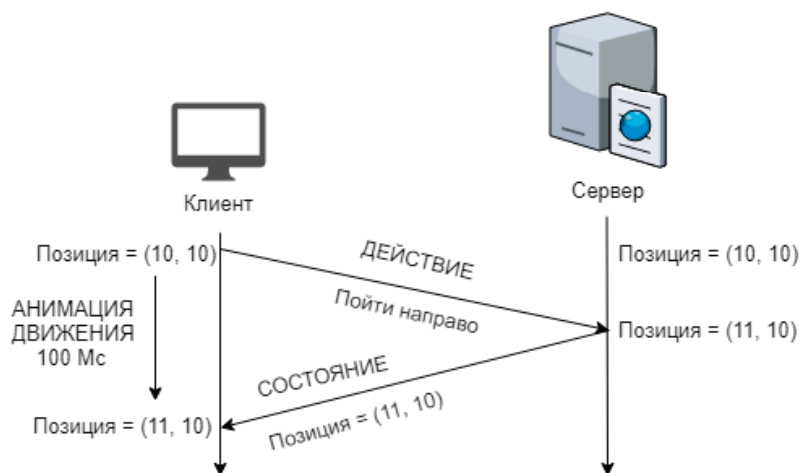 Клиент
Сервер
Позиция = (10, 10)
ДЕЙСТВИЕ
Позиция = (10, 10)
Пойти направо
АНИМАЦИЯ
ДВИЖЕНИЯ
100 Мс
Позиция = (11, 10)
СОСТОЯНИЕ
Позиция = (11, 10)
Позиция = (11, 10)